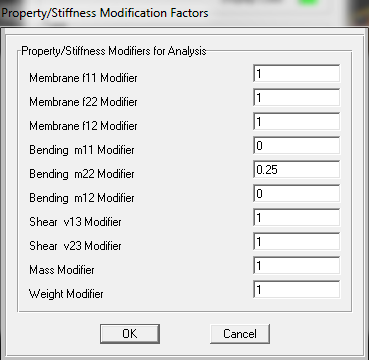 Property/Stiffness Modification Factors
Property/Stiffness Modifiers for Analysis
Membrane f11 Modifier 1
Membrane f22 Modifier 1
Membrane f12 Modifier 1
Bending m11 Modifier 0
Bending m22 Modifier 0.25
Bending m12 Modifier 0
Shear v13 Modifier 1
Shear v23 Modifier 1
Mass Modifier 1
Weight Modifier 1
OK Cancel